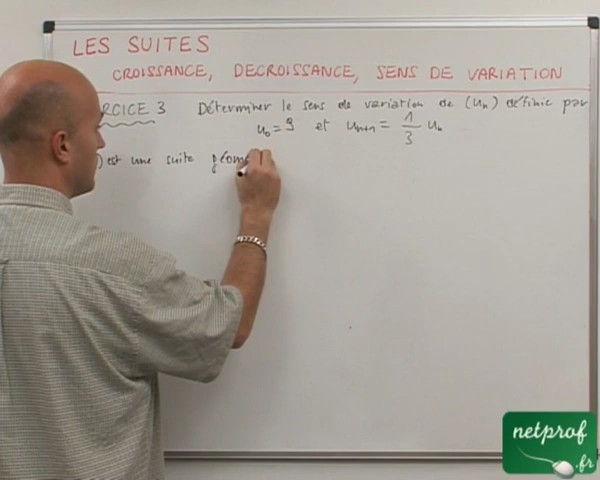 LES SUITES
CROISSANCE, DECROISSANCE, SENS DE VARIATION
RCICE 3 Déterminer le sens de variation de (Un) définie par
u₀ = 9 et uₙ₊₁ = 1/3 uₙ
) est une suite géom
netprof
.fr